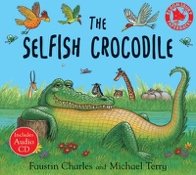 THE
SELFISH CROCODILE
Includes
Audio
CD
Faustin Charles and Michael Terry